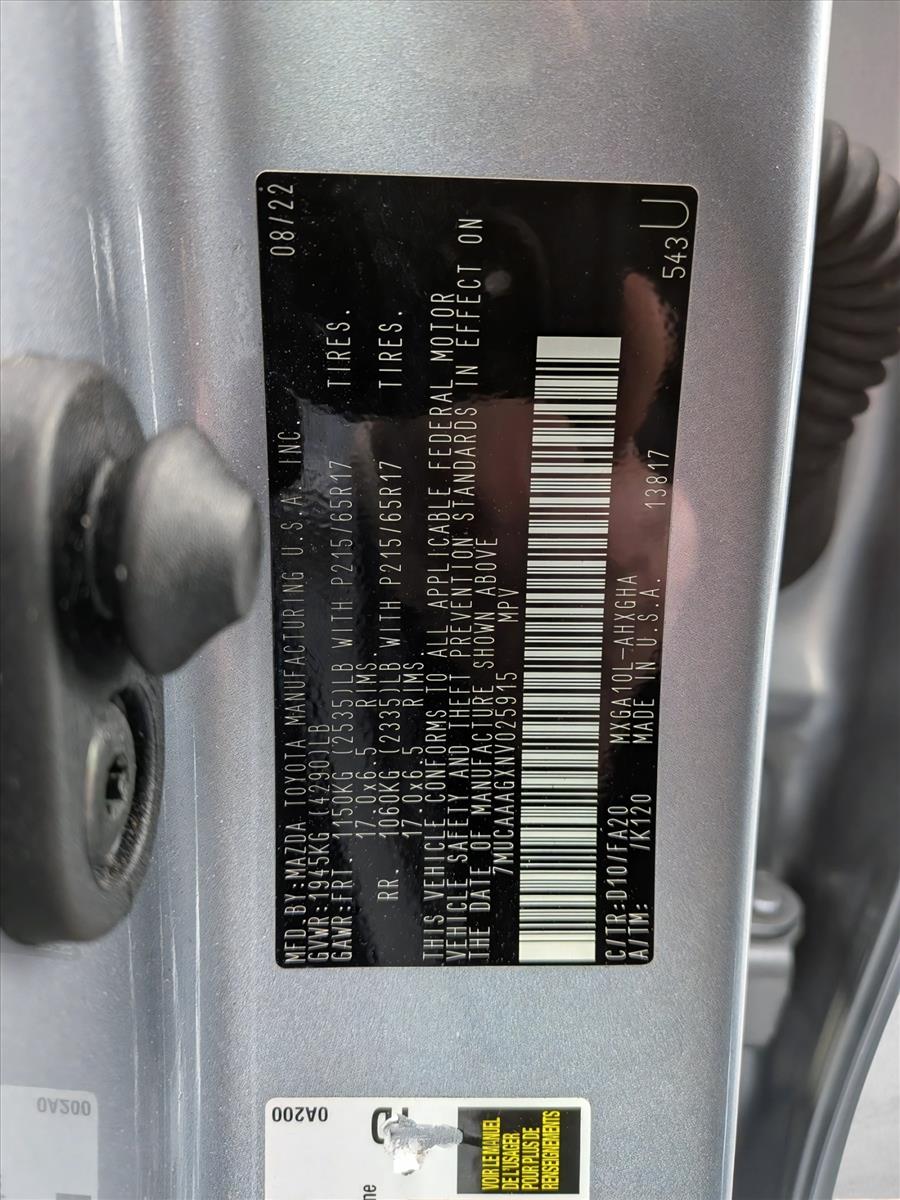 MFD.BY:MAZDA TOYOTA MANUFACTURING U.S.A. INC. 08/22
GVWR:1945KG (4290)LB
GAWR:FRT. 1150KG (2535)LB WITH P215/65R17 TIRES.
17.0x6.5 RIMS.
RR. 1060KG (2335)LB WITH P215/65R17 TIRES.
17.0x6.5 RIMS
THIS VEHICLE CONFORMS TO ALL APPLICABLE FEDERAL MOTOR
VEHICLE SAFETY AND THEFT PREVENTION STANDARDS IN EFFECT ON
THE DATE OF MANUFACTURE SHOWN ABOVE
7MUCAAAGXNV025915 MPV
C/TR:D10/FA20 MXGA10L-AHXGHA
A/TM: /K120 MADE IN U.S.A. 13817 543U
0A200
0A200
VOIR LE MANUEL
DE L'USAGER
POUR PLUS DE
RENSEIGNEMENTS